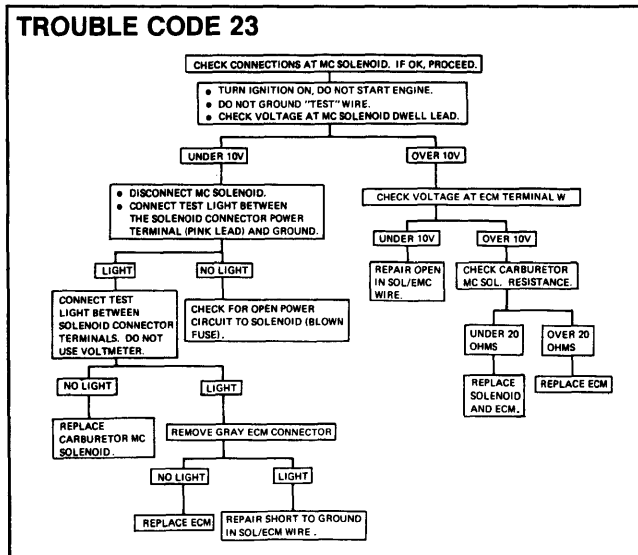 TROUBLE CODE 23
CHECK CONNECTIONS AT MC SOLENOID. IF OK, PROCEED.
• TURN IGNITION ON, DO NOT START ENGINE.
• DO NOT GROUND "TEST" WIRE.
• CHECK VOLTAGE AT MC SOLENOID DWELL LEAD.
UNDER 10V
OVER 10V
• DISCONNECT MC SOLENOID.
• CONNECT TEST LIGHT BETWEEN
THE SOLENOID CONNECTOR POWER
TERMINAL (PINK LEAD) AND GROUND.
CHECK VOLTAGE AT ECM TERMINAL W
UNDER 10V
OVER 10V
LIGHT
NO LIGHT
REPAIR OPEN
IN SOL/EMC
WIRE.
CHECK CARBURETOR
MC SOL. RESISTANCE.
CONNECT TEST
LIGHT BETWEEN
SOLENOID CONNECTOR
TERMINALS. DO NOT
USE VOLTMETER.
CHECK FOR OPEN POWER
CIRCUIT TO SOLENOID (BLOWN
FUSE).
UNDER 20
OHMS
OVER 20
OHMS
NO LIGHT
LIGHT
REPLACE
SOLENOID
AND ECM.
REPLACE ECM
REPLACE
CARBURETOR MC
SOLENOID.
REMOVE GRAY ECM CONNECTOR
NO LIGHT
LIGHT
REPLACE ECM
REPAIR SHORT TO GROUND
IN SOL/ECM WIRE .